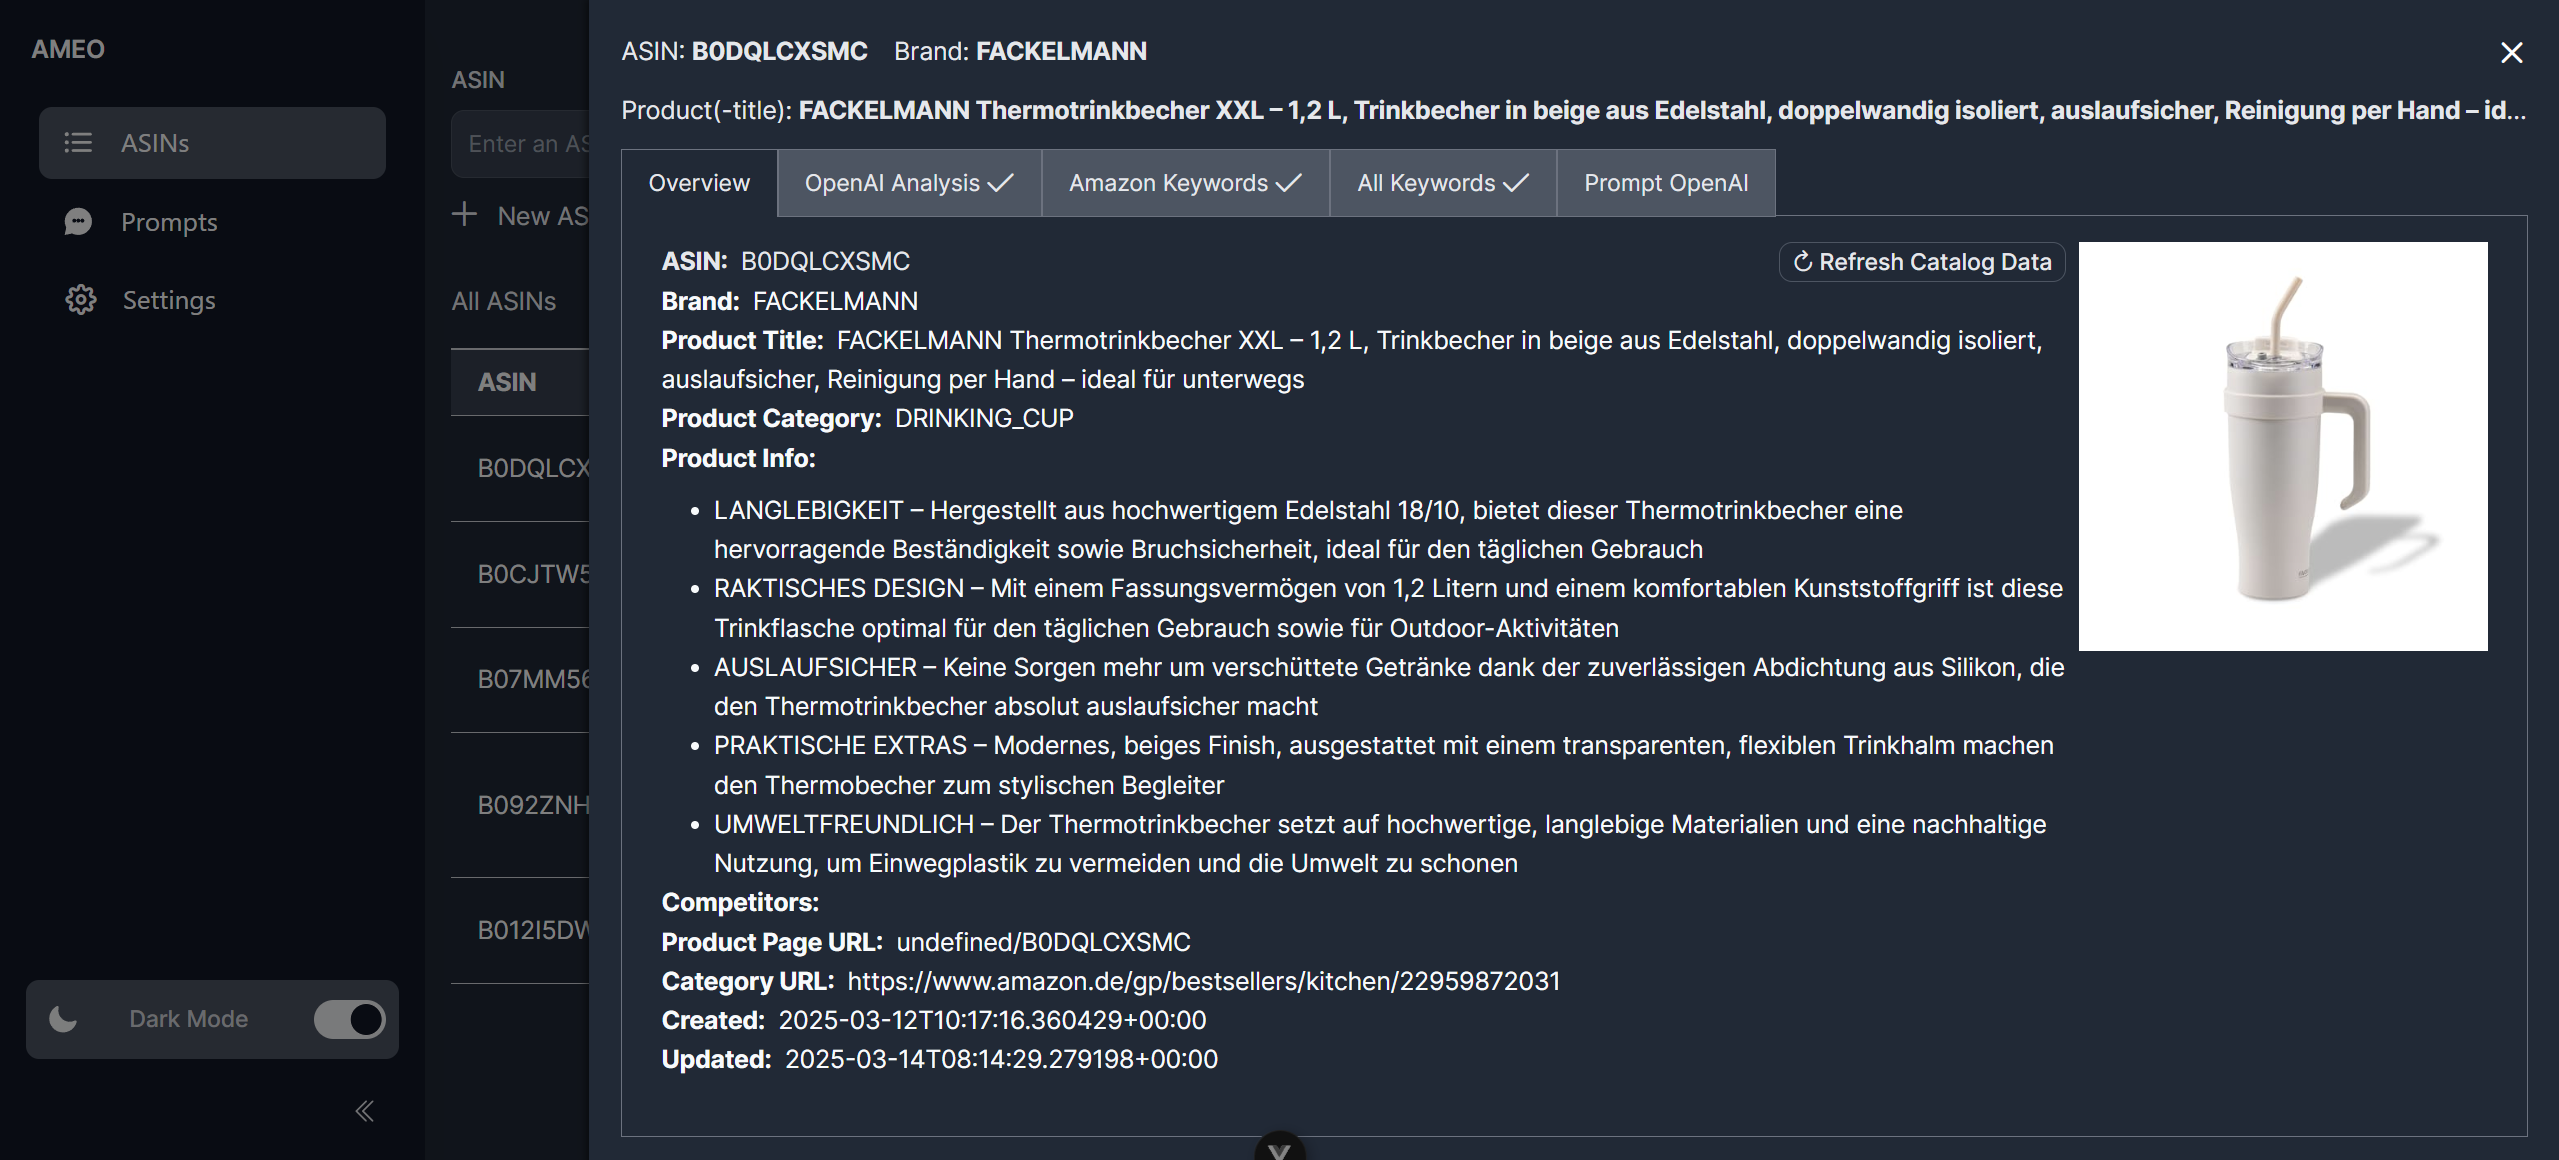 AMEO
ASINs
Prompts
Settings
Dark Mode
ASIN
Enter an AS
New AS
All ASINs
ASIN
B0DQLCX
B0CJTW5
B07MM56
B092ZNH
B012I5DW
ASIN: B0DQLCXSMC Brand: FACKELMANN
Product(-title): FACKELMANN Thermotrinkbecher XXL – 1,2 L, Trinkbecher in beige aus Edelstahl, doppelwandig isoliert, auslaufsicher, Reinigung per Hand – id...
Overview
OpenAI Analysis
Amazon Keywords
All Keywords
Prompt OpenAI
Refresh Catalog Data
ASIN: B0DQLCXSMC
Brand: FACKELMANN
Product Title: FACKELMANN Thermotrinkbecher XXL – 1,2 L, Trinkbecher in beige aus Edelstahl, doppelwandig isoliert,
auslaufsicher, Reinigung per Hand – ideal für unterwegs
Product Category: DRINKING_CUP
Product Info:
• LANGLEBIGKEIT – Hergestellt aus hochwertigem Edelstahl 18/10, bietet dieser Thermotrinkbecher eine
hervorragende Beständigkeit sowie Bruchsicherheit, ideal für den täglichen Gebrauch
• RAKTISCHES DESIGN – Mit einem Fassungsvermögen von 1,2 Litern und einem komfortablen Kunststoffgriff ist diese
Trinkflasche optimal für den täglichen Gebrauch sowie für Outdoor-Aktivitäten
• AUSLAUFSICHER – Keine Sorgen mehr um verschüttete Getränke dank der zuverlässigen Abdichtung aus Silikon, die
den Thermotrinkbecher absolut auslaufsicher macht
• PRAKTISCHE EXTRAS – Modernes, beiges Finish, ausgestattet mit einem transparenten, flexiblen Trinkhalm machen
den Thermobecher zum stylischen Begleiter
• UMWELTFREUNDLICH – Der Thermotrinkbecher setzt auf hochwertige, langlebige Materialien und eine nachhaltige
Nutzung, um Einwegplastik zu vermeiden und die Umwelt zu schonen
Competitors:
Product Page URL: undefined/B0DQLCXSMC
Category URL: https://www.amazon.de/gp/bestsellers/kitchen/22959872031
Created: 2025-03-12T10:17:16.360429+00:00
Updated: 2025-03-14T08:14:29.279198+00:00